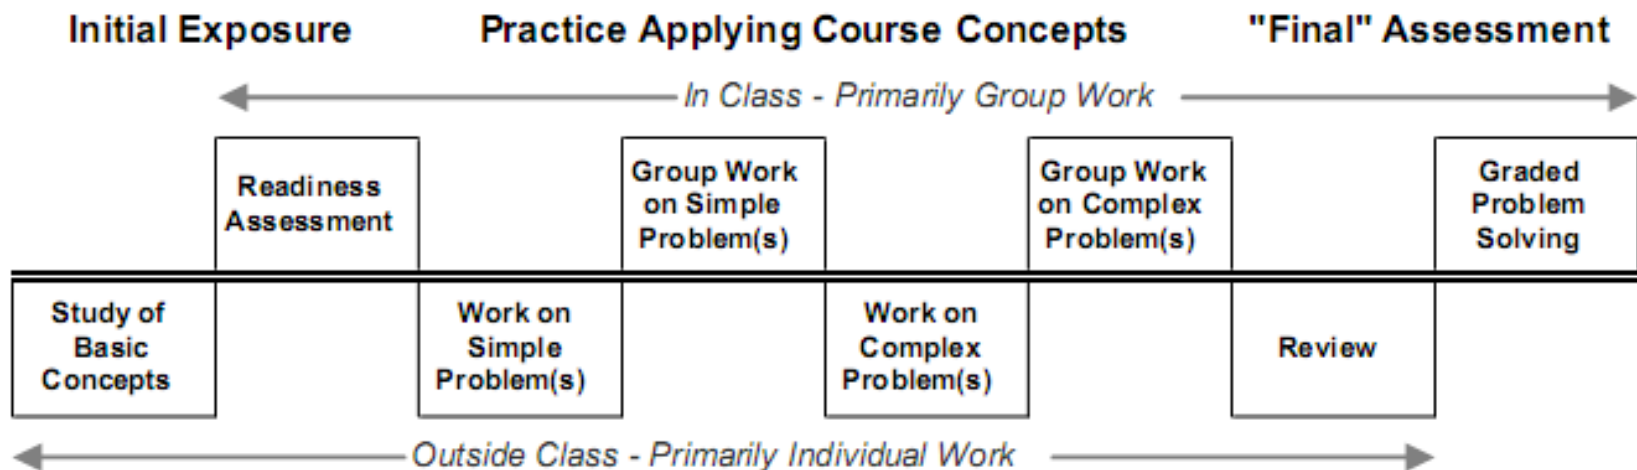 Initial Exposure
Practice Applying Course Concepts
"Final" Assessment
In Class - Primarily Group Work
Readiness
Assessment
Group Work
on Simple
Problem(s)
Group Work
on Complex
Problem(s)
Graded
Problem
Solving
Study of
Basic
Concepts
Work on
Simple
Problem(s)
Work on
Complex
Problem(s)
Review
Outside Class - Primarily Individual Work